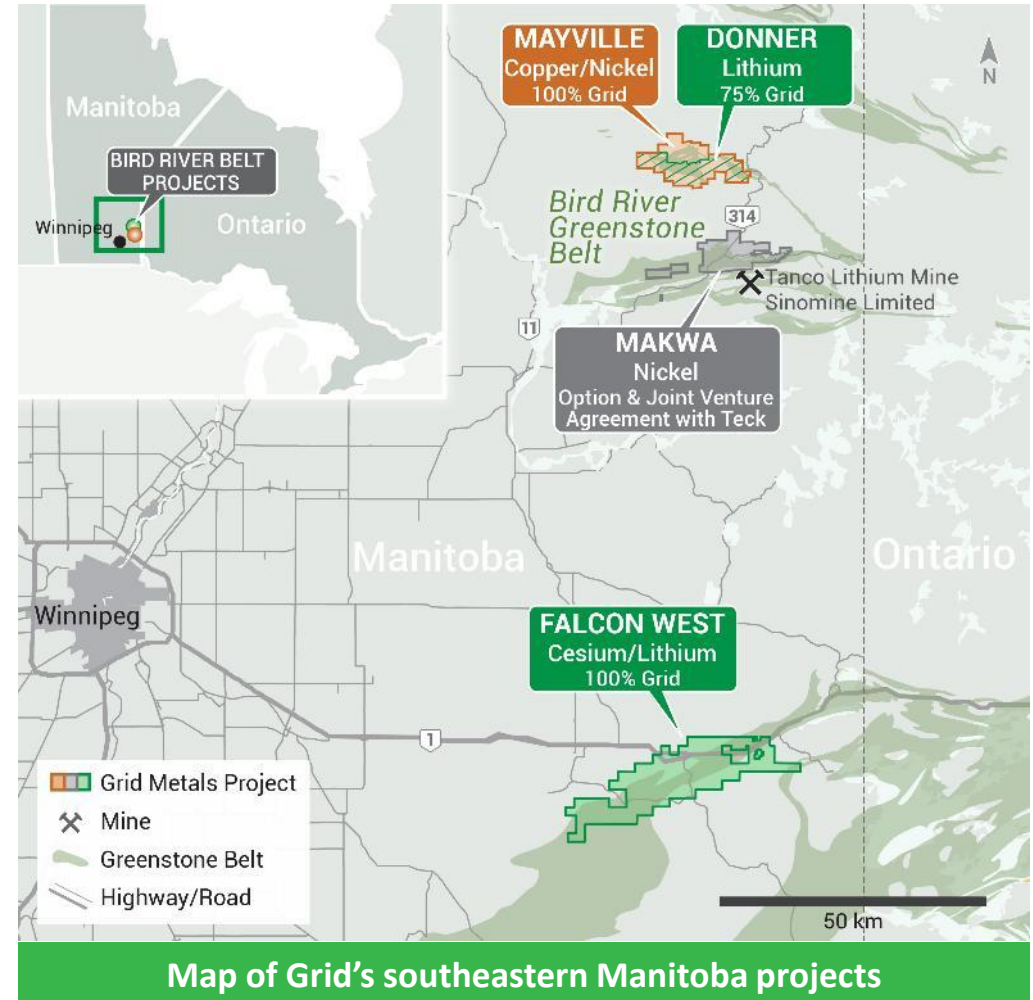 MAYVILLE
Copper/Nickel
100% Grid
DONNER
Lithium
75% Grid
N
Manitoba
BIRD RIVER BELT
PROJECTS
Winnipeg
Ontario
Bird River
Greenstone
Belt
314
Tanco Lithium Mine
Sinomine Limited
11
MAKWA
Nickel
Option & Joint Venture
Agreement with Teck
Manitoba
Ontario
Winnipeg
FALCON WEST
Cesium/Lithium
100% Grid
1
Grid Metals Project
Mine
Greenstone Belt
Highway/Road
50 km
Map of Grid’s southeastern Manitoba projects